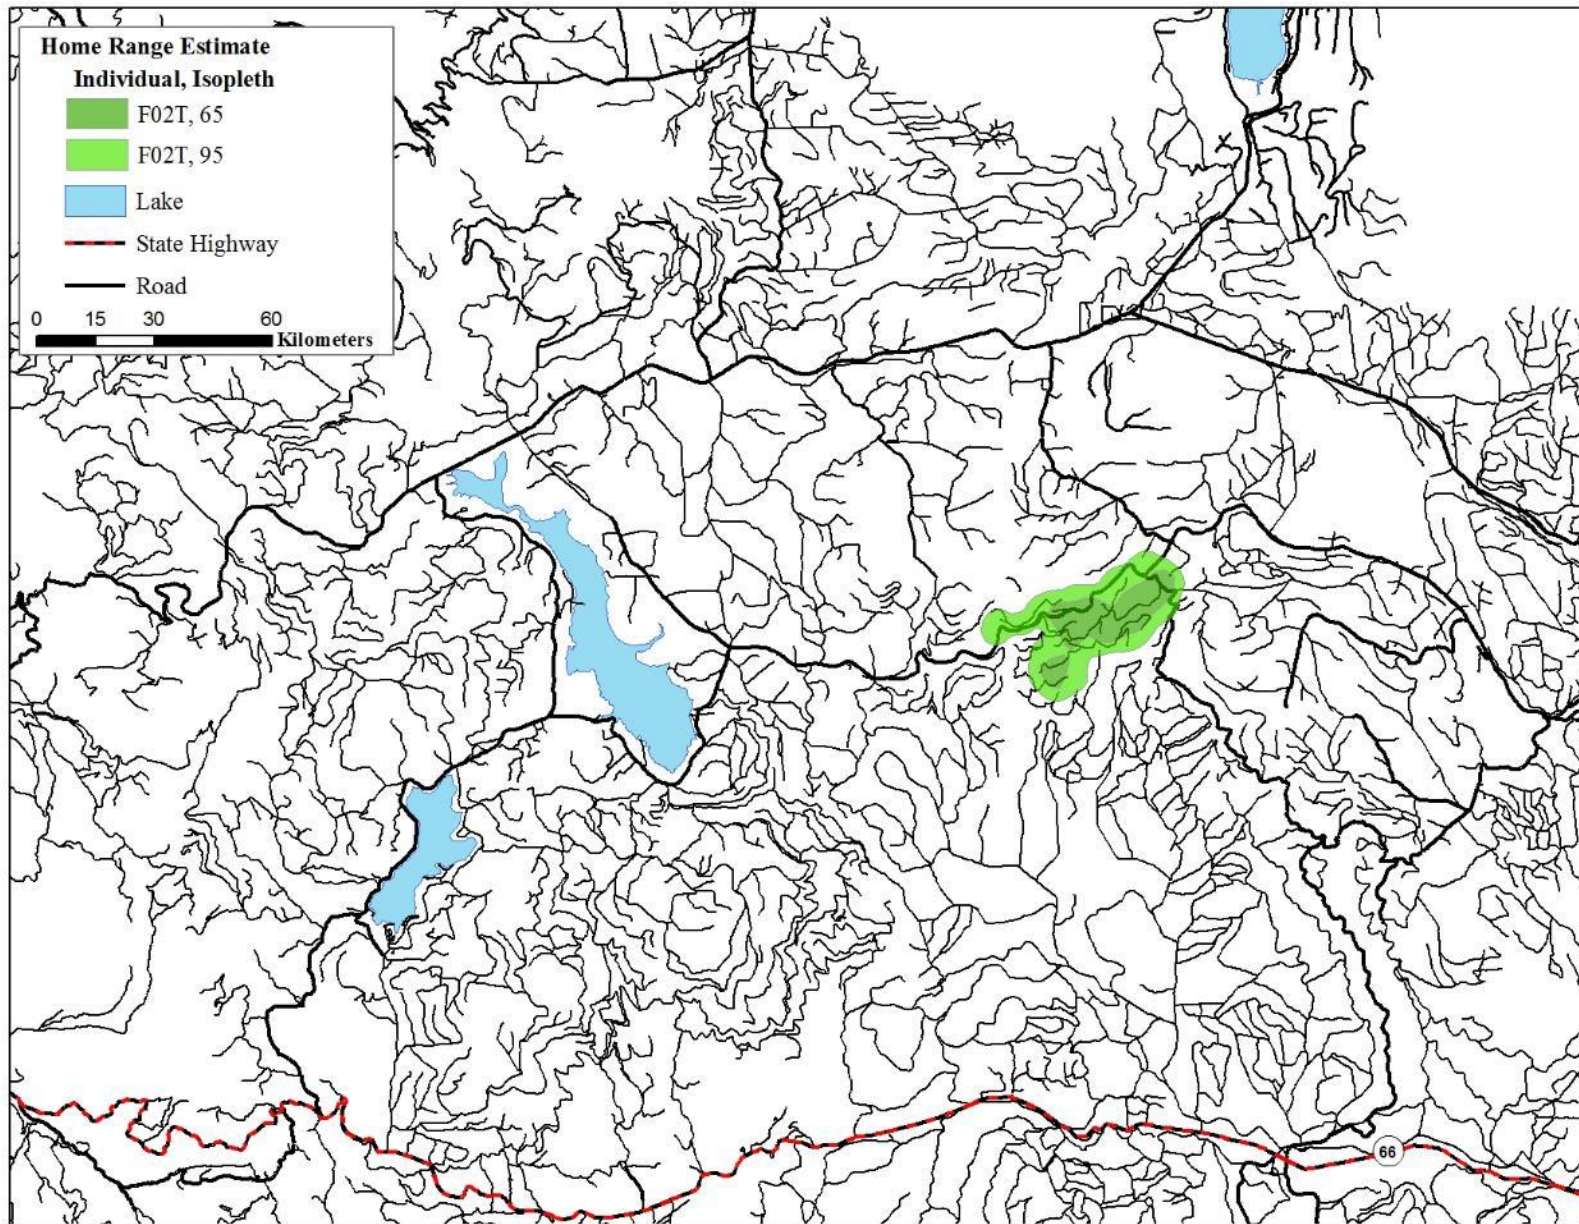 Home Range Estimate
Individual, Isopleth
F02T, 65
F02T, 95
Lake
State Highway
Road
0 15 30 60
Kilometers
66